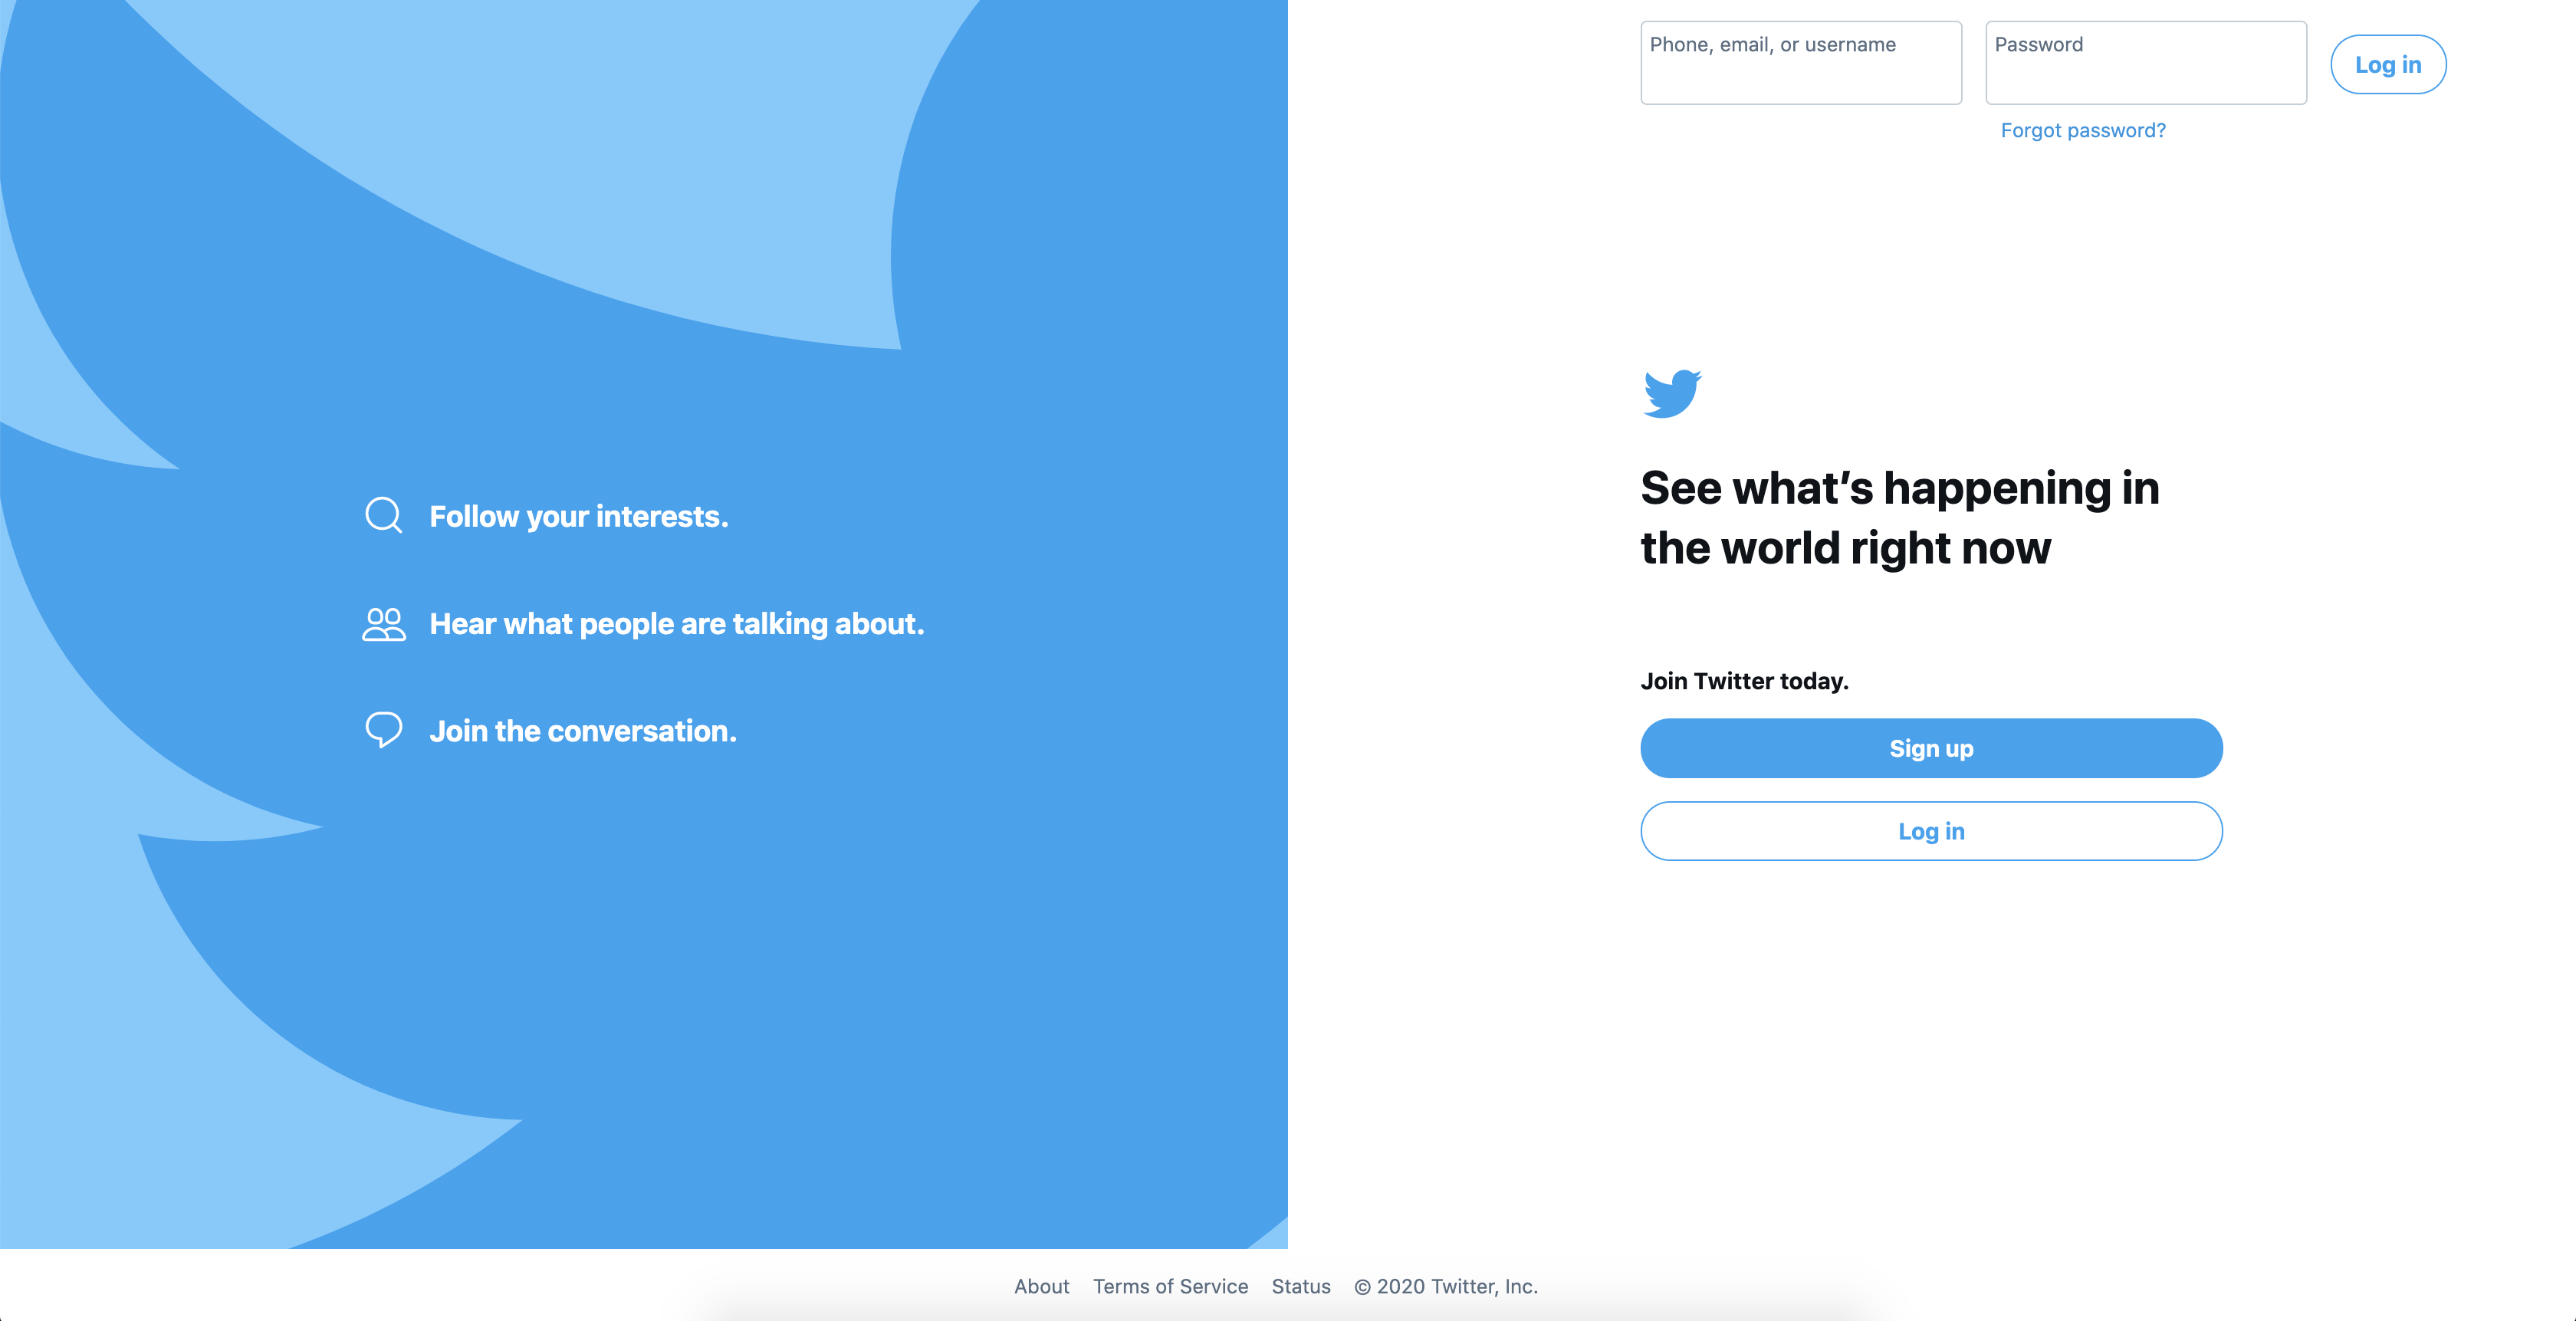 Phone, email, or username
Password
Log in
Forgot password?
Follow your interests.
Hear what people are talking about.
Join the conversation.
See what’s happening in
the world right now
Join Twitter today.
Sign up
Log in
About Terms of Service Status © 2020 Twitter, Inc.